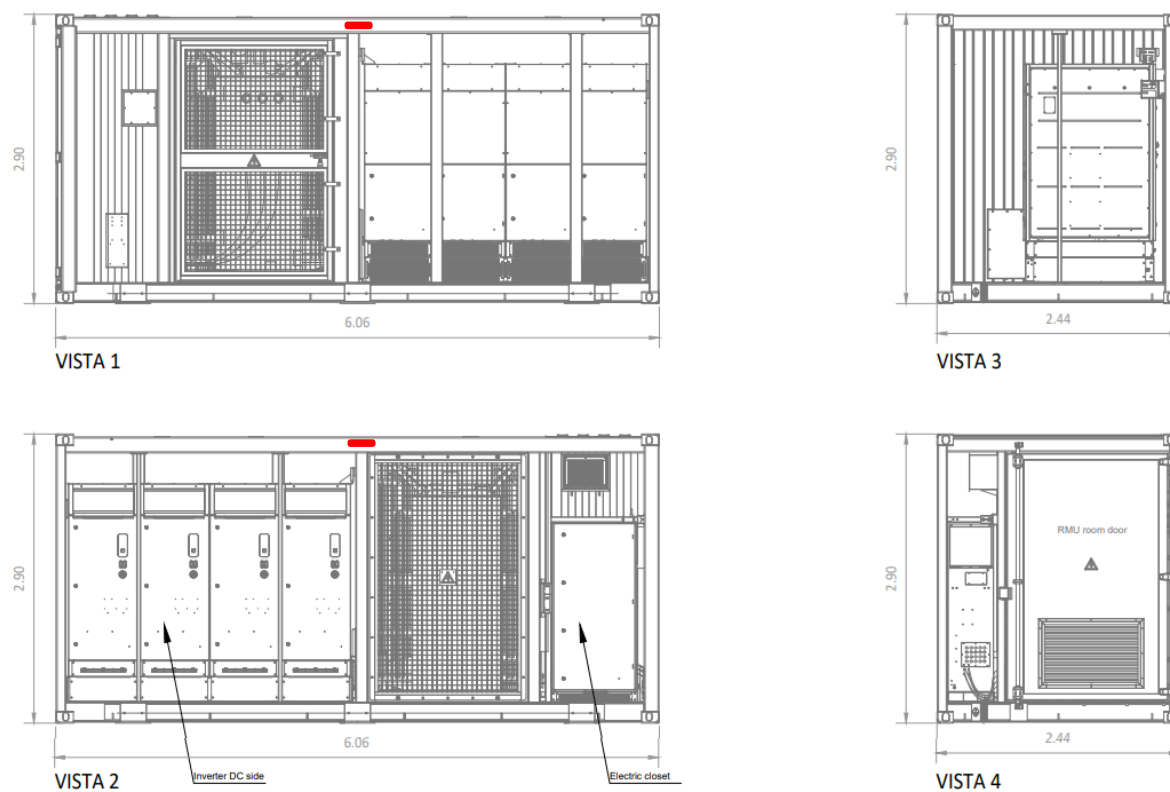 2.90
6.06
VISTA 1
2.90
2.44
VISTA 3
2.90
Inverter DC side
Electric closet
6.06
VISTA 2
2.90
RMU room door
2.44
VISTA 4